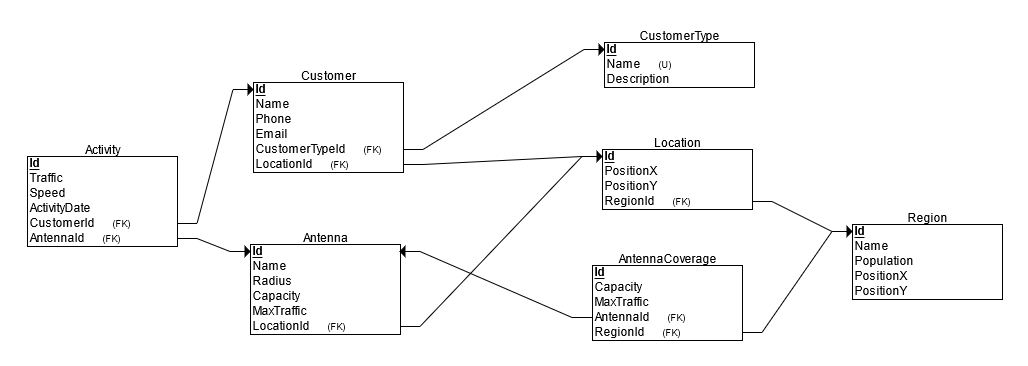 CustomerType
Id
Name (U)
Description
Customer
Id
Name
Phone
Email
CustomerTypeId (FK)
LocationId (FK)
Location
Id
PositionX
PositionY
RegionId (FK)
Activity
Id
Traffic
Speed
ActivityDate
CustomerId (FK)
AntennaId (FK)
Region
Id
Name
Population
PositionX
PositionY
Antenna
Id
Name
Radius
Capacity
MaxTraffic
LocationId (FK)
AntennaCoverage
Id
Capacity
MaxTraffic
AntennaId (FK)
RegionId (FK)